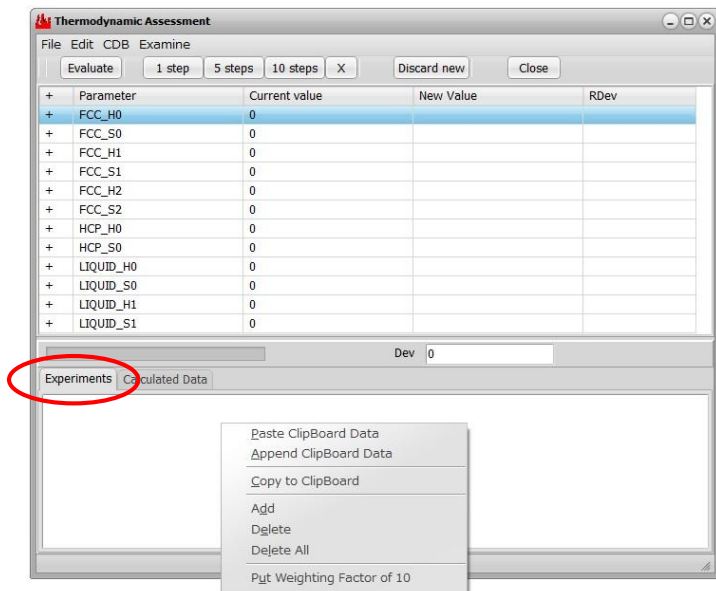 Thermodynamic Assessment
File Edit CDB Examine
Evaluate 1 step 5 steps 10 steps X Discard new Close
+ Parameter Current value New Value RDev
+ FCC_H0 0
+ FCC_S0 0
+ FCC_H1 0
+ FCC_S1 0
+ FCC_H2 0
+ FCC_S2 0
+ HCP_H0 0
+ HCP_S0 0
+ LIQUID_H0 0
+ LIQUID_S0 0
+ LIQUID_H1 0
+ LIQUID_S1 0
Dev 0
Experiments Calculated Data
Paste ClipBoard Data
Append ClipBoard Data
Copy to ClipBoard
Add
Delete
Delete All
Put Weighting Factor of 10